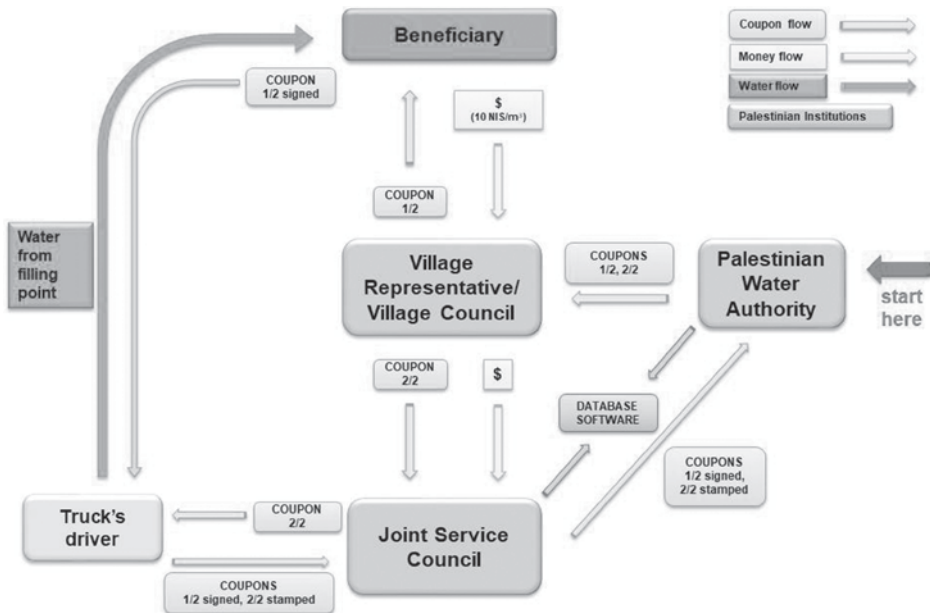 Beneficiary
COUPON
1/2 signed
$
(10 NIS/m³)
COUPON
1/2
Coupon flow
Money flow
Water flow
Palestinian Institutions
Water
from
filling
point
Village
Representative/
Village Council
COUPONS
1/2, 2/2
Palestinian
Water
Authority
start
here
COUPON
2/2
$
DATABASE
SOFTWARE
COUPONS
1/2 signed,
2/2 stamped
Truck's
driver
COUPON
2/2
Joint Service
Council
COUPONS
1/2 signed, 2/2 stamped